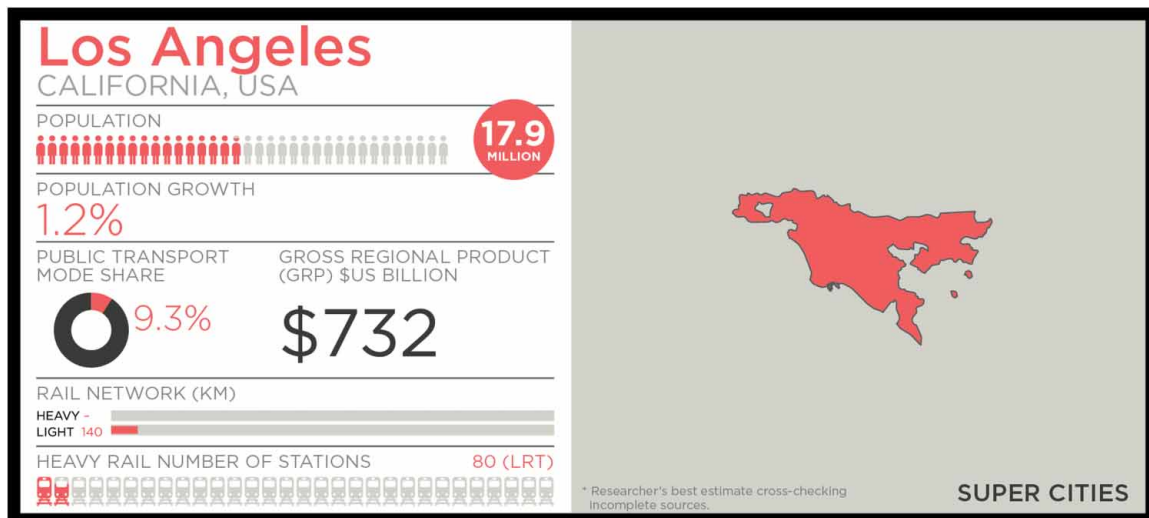 Los Angeles
CALIFORNIA, USA
POPULATION
17.9
MILLION
POPULATION GROWTH
1.2%
PUBLIC TRANSPORT
MODE SHARE
9.3%
GROSS REGIONAL PRODUCT
(GRP) $US BILLION
$732
RAIL NETWORK (KM)
HEAVY -
LIGHT 140
HEAVY RAIL NUMBER OF STATIONS 80 (LRT)
* Researcher's best estimate cross-checking
incomplete sources.
SUPER CITIES